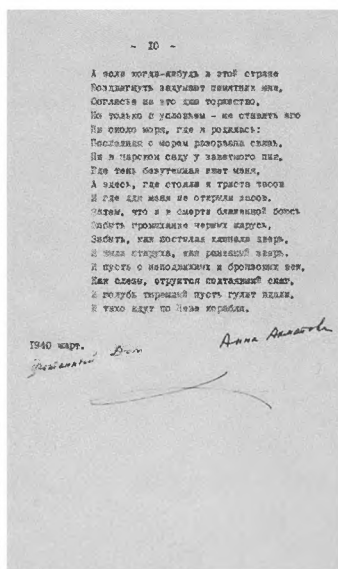 - 10 -
А если когда-нибудь в этой стране
Воздвигнуть задумают памятник мне,
Согласье на это даю торжество,
Но только с условьем - не ставить его
Ни около моря, где я родилась:
Последняя с морем разорвана связь,
Ни в царском саду у заветного пня,
Где тень безутешная ищет меня,
А здесь, где стояла я триста часов
И где для меня не открыли засов.
Затем, что и в смерти блаженной боюсь
Забыть громыхание черных марусь,
Забыть, как постылая хлюпала дверь
И выла старуха, как раненый зверь.
И пусть с неподвижных и бронзовых век,
Как слезы, струится подтаявший снег,
И голубь тюремный пусть гулит вдали,
И тихо идут по Неве корабли.
1940 март.
Фонтанный Дом
Анна Ахматова